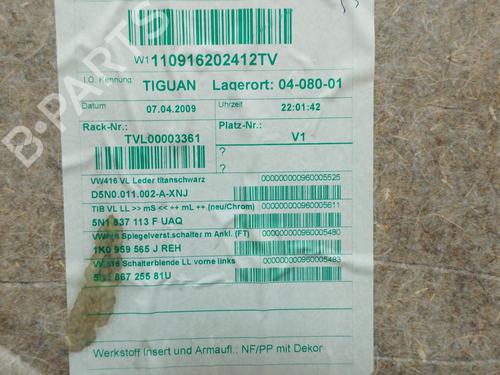 W1110916202412TV
I.O. Kennung: TIGUAN Lagerort: 04-080-01
Datum 07.04.2009 Uhrzeit 22:01:42
Rack-Nr.: TVL00003361 Platz-Nr.: V1
?
?
VW416 VL Leder titanschwarz 000000000960005525
D5N0.011.002-A-XNJ
TIB VL LL >> mS << ++ mL ++ (neu/Chrom) 000000000960005611
5N1 837 113 F UAQ
Spiegelverst.schalter m Ankl. (FT) 000000000960005480
1K0 959 565 J REH
Schalterblende LL vorne links 000000000960005483
867 255 81U
Werkstoff Insert und Armaufl.: NF/PP mit Dekor
B-PARTS